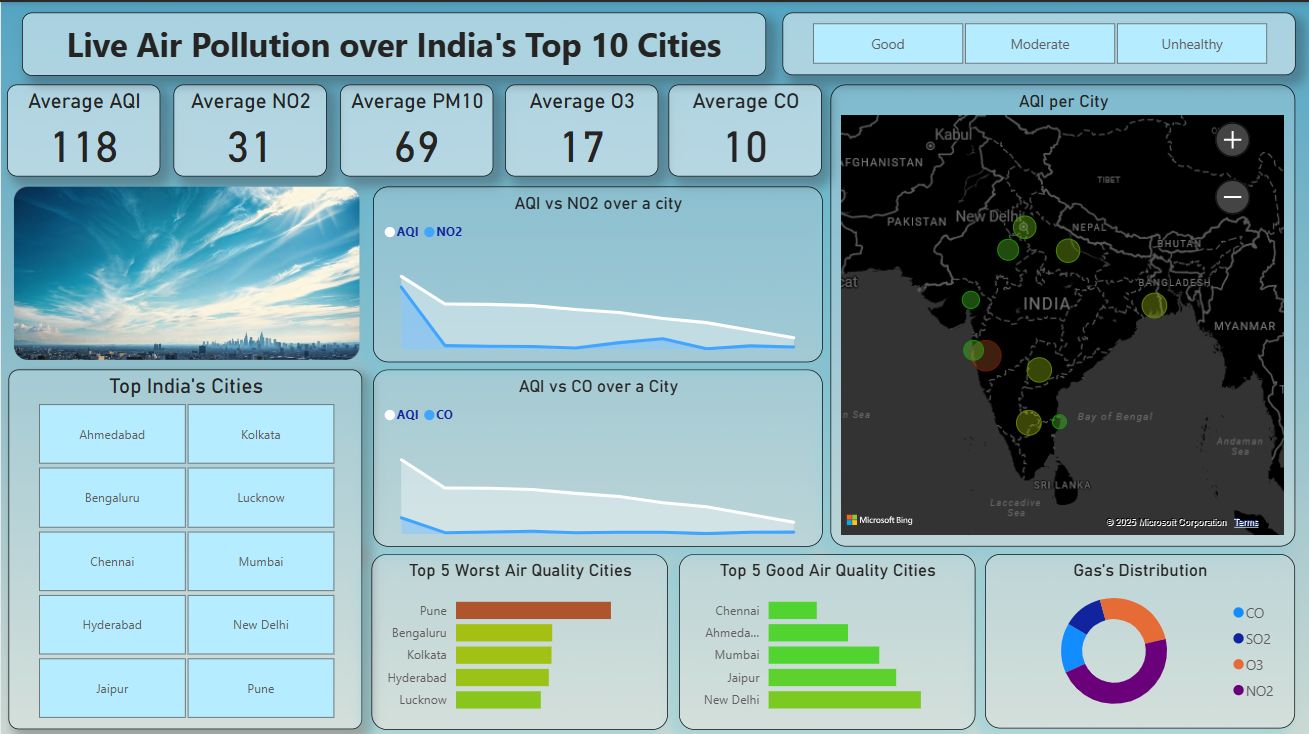 Live Air Pollution over India's Top 10 Cities
Good
Moderate
Unhealthy
Average AQI
118
Average NO2
31
Average PM10
69
Average O3
17
Average CO
10
AQI per City
Kabul
AFGHANISTAN
TIBET
PAKISTAN
New Delhi
NEPAL
BHUTAN
cat
BANGLADESH
INDIA
MYANMAR
n Sea
Bay of Bengal
Andaman
Sea
SRI LANKA
Laccadive
Sea
Microsoft Bing
© 2025 Microsoft Corporation Terms
AQI vs NO2 over a city
AQI NO2
AQI vs CO over a City
AQI CO
Top India's Cities
Ahmedabad
Kolkata
Bengaluru
Lucknow
Chennai
Mumbai
Hyderabad
New Delhi
Jaipur
Pune
Top 5 Worst Air Quality Cities
Pune
Bengaluru
Kolkata
Hyderabad
Lucknow
Top 5 Good Air Quality Cities
Chennai
Ahmeda...
Mumbai
Jaipur
New Delhi
Gas's Distribution
CO
SO2
O3
NO2